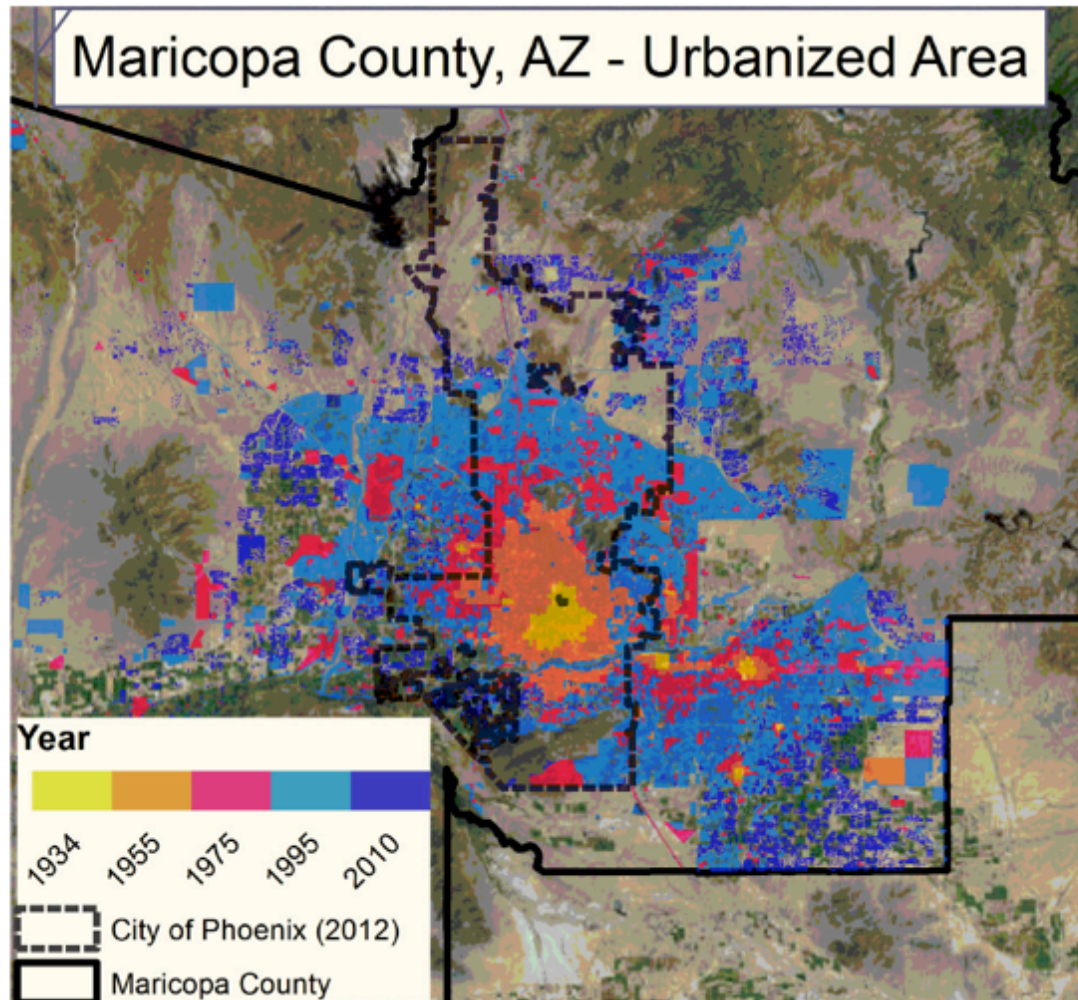 Maricopa County, AZ - Urbanized Area
Year
1934 1955 1975 1995 2010
City of Phoenix (2012)
Maricopa County